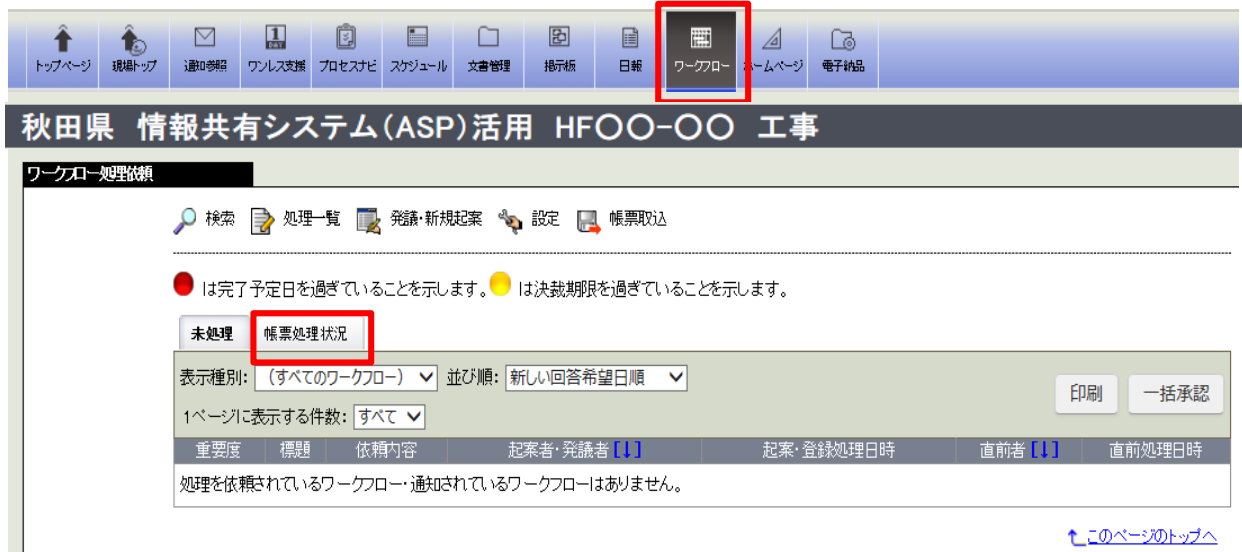 トップページ 現場トップ 通知参照 ワンレス支援 プロセスナビ スケジュール 文書管理 掲示板 日報 ワークフロー ホームページ 電子納品
秋田県 情報共有システム(ASP)活用 HF〇〇-〇〇 工事
ワークフロー処理依頼
検索 処理一覧 発議・新規起案 設定 帳票取込
は完了予定日を過ぎていることを示します。 は決裁期限を過ぎていることを示します。
未処理 帳票処理状況
表示種別: (すべてのワークフロー) 並び順: 新しい回答希望日順
印刷 一括承認
1ページに表示する件数: すべて
重要度 標題 依頼内容 起案者・発議者[↓] 起案・登録処理日時 直前者[↓] 直前処理日時
処理を依頼されているワークフロー・通知されているワークフローはありません。
このページのトップへ